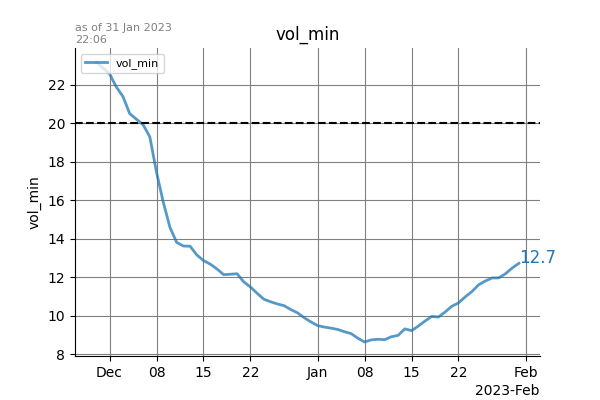 as of 31 Jan 2023
22:06
vol_min
vol_min
22
20
18
16
14
12
10
8
vol_min
12.7
Dec 08 15 22 Jan 08 15 22 Feb
2023-Feb